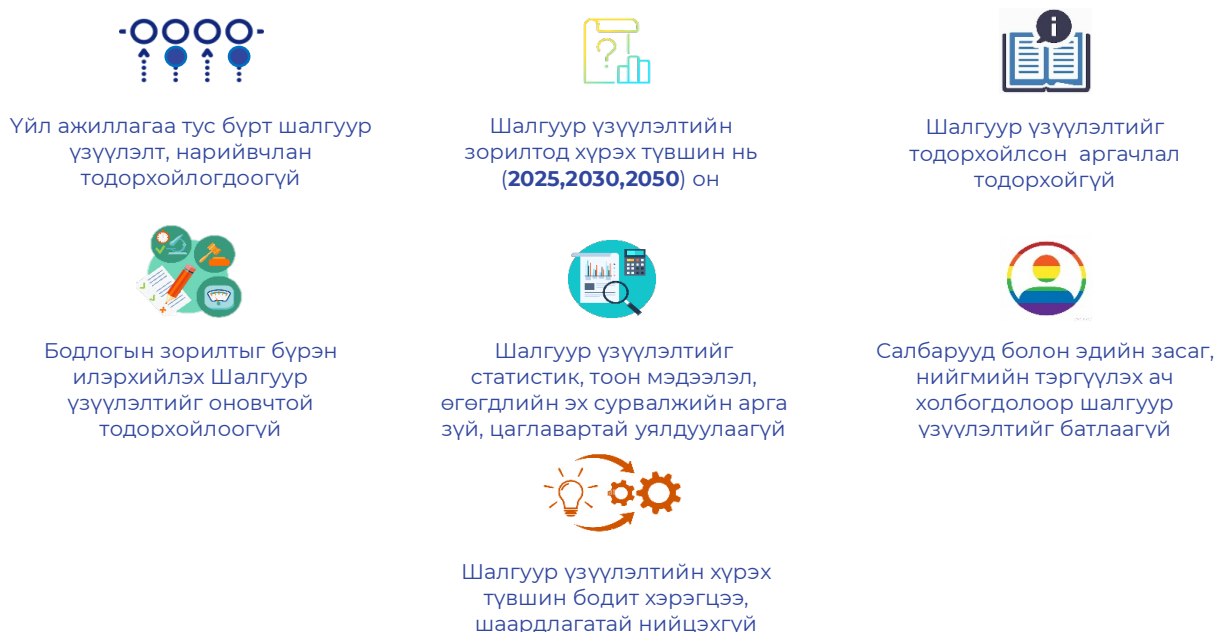 Үйл ажиллагаа тус бүрт шалгуур
үзүүлэлт, нарийвчлан
тодорхойлогдоогүй
Шалгуур үзүүлэлтийн
зорилтод хүрэх түвшин нь
(2025,2030,2050) он
Шалгуур үзүүлэлтийг
тодорхойлсон аргачлал
тодорхойгүй
Бодлогын зорилтыг бүрэн
илэрхийлэх Шалгуур
үзүүлэлтийг оновчтой
тодорхойлоогүй
Шалгуур үзүүлэлтийг
статистик, тоон мэдээлэл,
өгөгдлийн эх сурвалжийн арга
зүй, цаглавартай уялдуулаагүй
Салбарууд болон эдийн засаг,
нийгмийн тэргүүлэх ач
холбогдолоор шалгуур
үзүүлэлтийг батлаагүй
Шалгуур үзүүлэлтийн хүрэх
түвшин бодит хэрэгцээ,
шаардлагатай нийцэхгүй